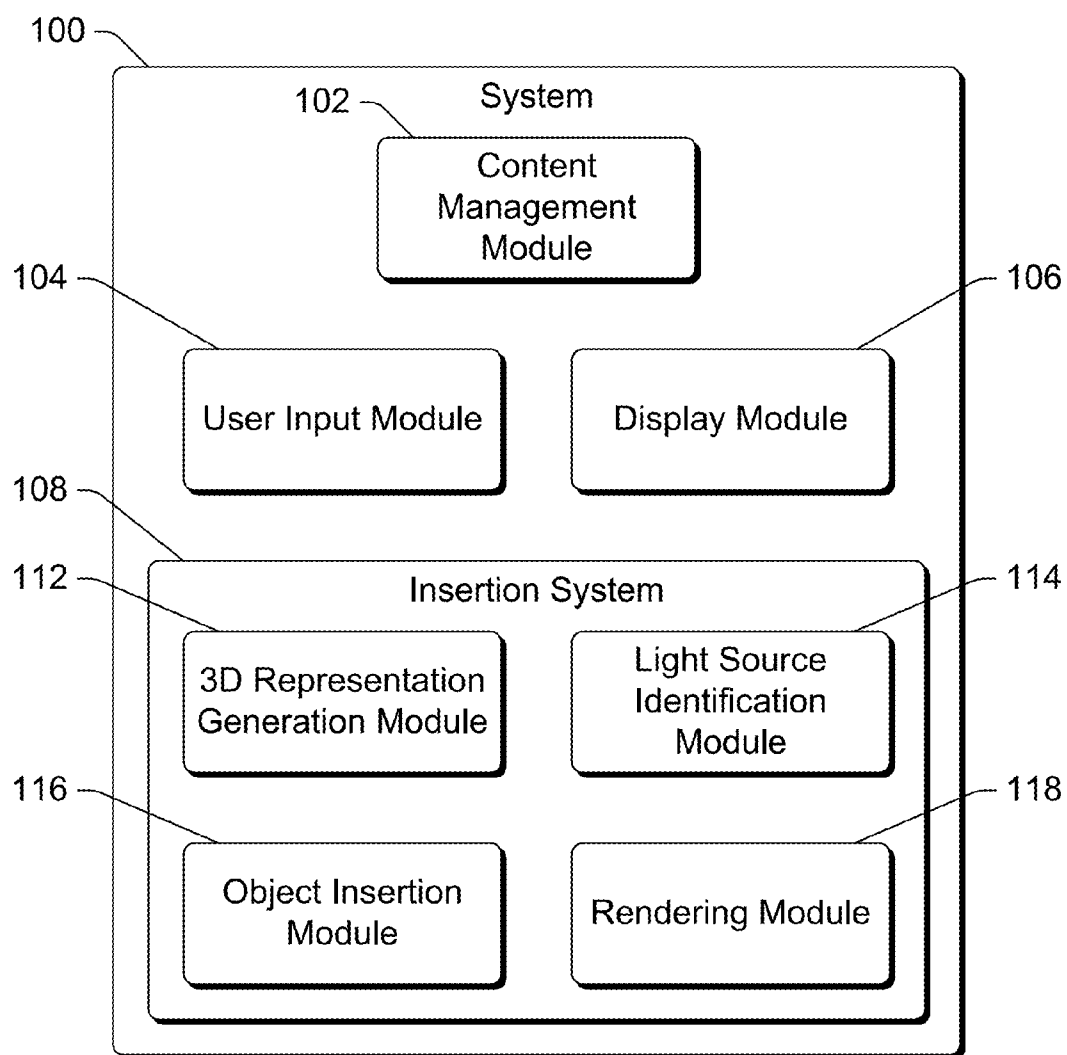 100
System
102
Content
Management
Module
104
106
User Input Module
Display Module
108
Insertion System
112
114
3D Representation
Generation Module
Light Source
Identification
Module
116
118
Object Insertion
Module
Rendering Module